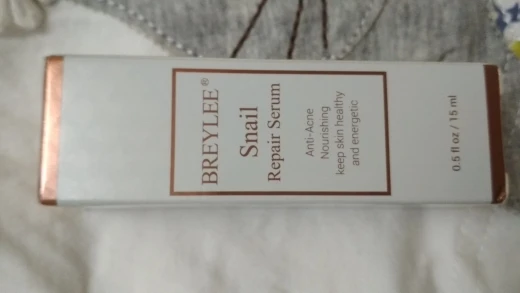 BREYLEE®
Snail
Repair Serum
Anti-Acne
Nourishing
keep skin healthy
and energetic
0.5 fl oz / 15 ml